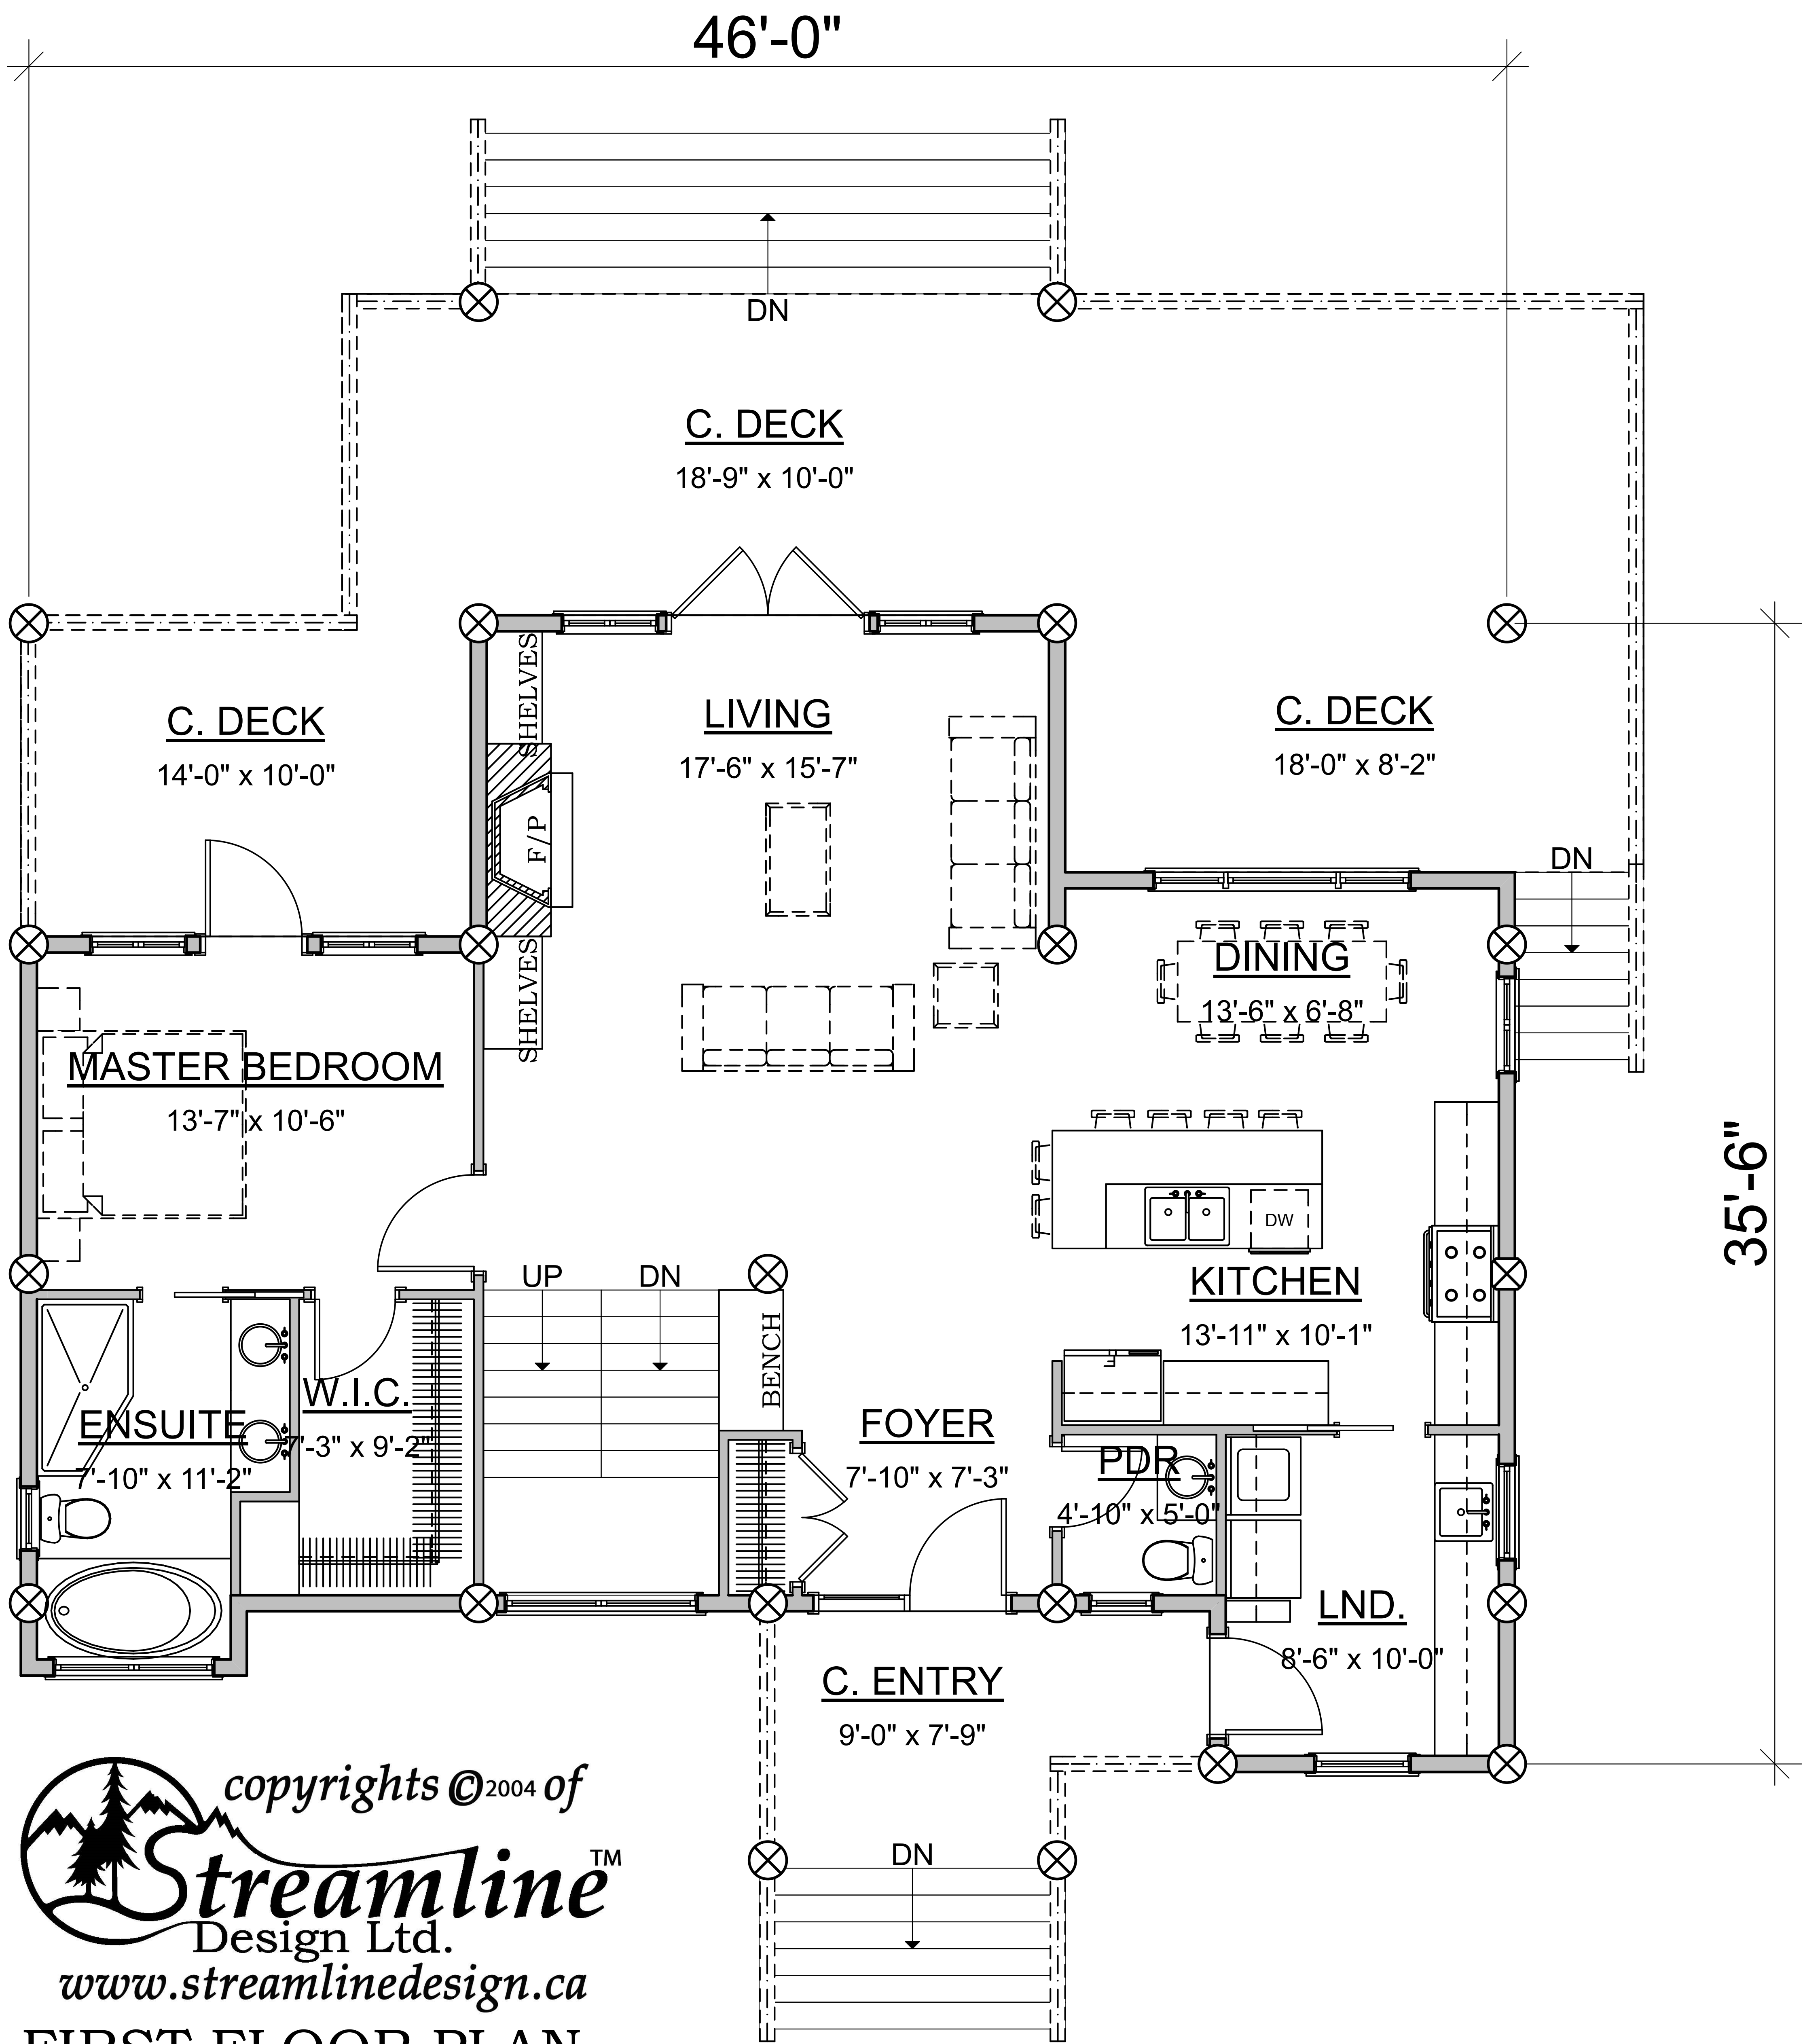 46'-0"
DN
C. DECK
18'-9" x 10'-0"
SHELVES
C. DECK
14'-0" x 10'-0"
LIVING
17'-6" x 15'-7"
C. DECK
18'-0" x 8'-2"
F/P
DN
SHELVES
DINING
13'-6" x 6'-8"
MASTER BEDROOM
13'-7" x 10'-6"
35'-6"
DW
UP
DN
KITCHEN
13'-11" x 10'-1"
BENCH
W.I.C.
7'-3" x 9'-2"
ENSUITE
7'-10" x 11'-2"
FOYER
7'-10" x 7'-3"
PDR
4'-10" x 5'-0"
LND.
8'-6" x 10'-0"
C. ENTRY
9'-0" x 7'-9"
DN
copyrights © 2004 of
Streamline™
Design Ltd.
www.streamlinedesign.ca
FIRST FLOOR PLAN